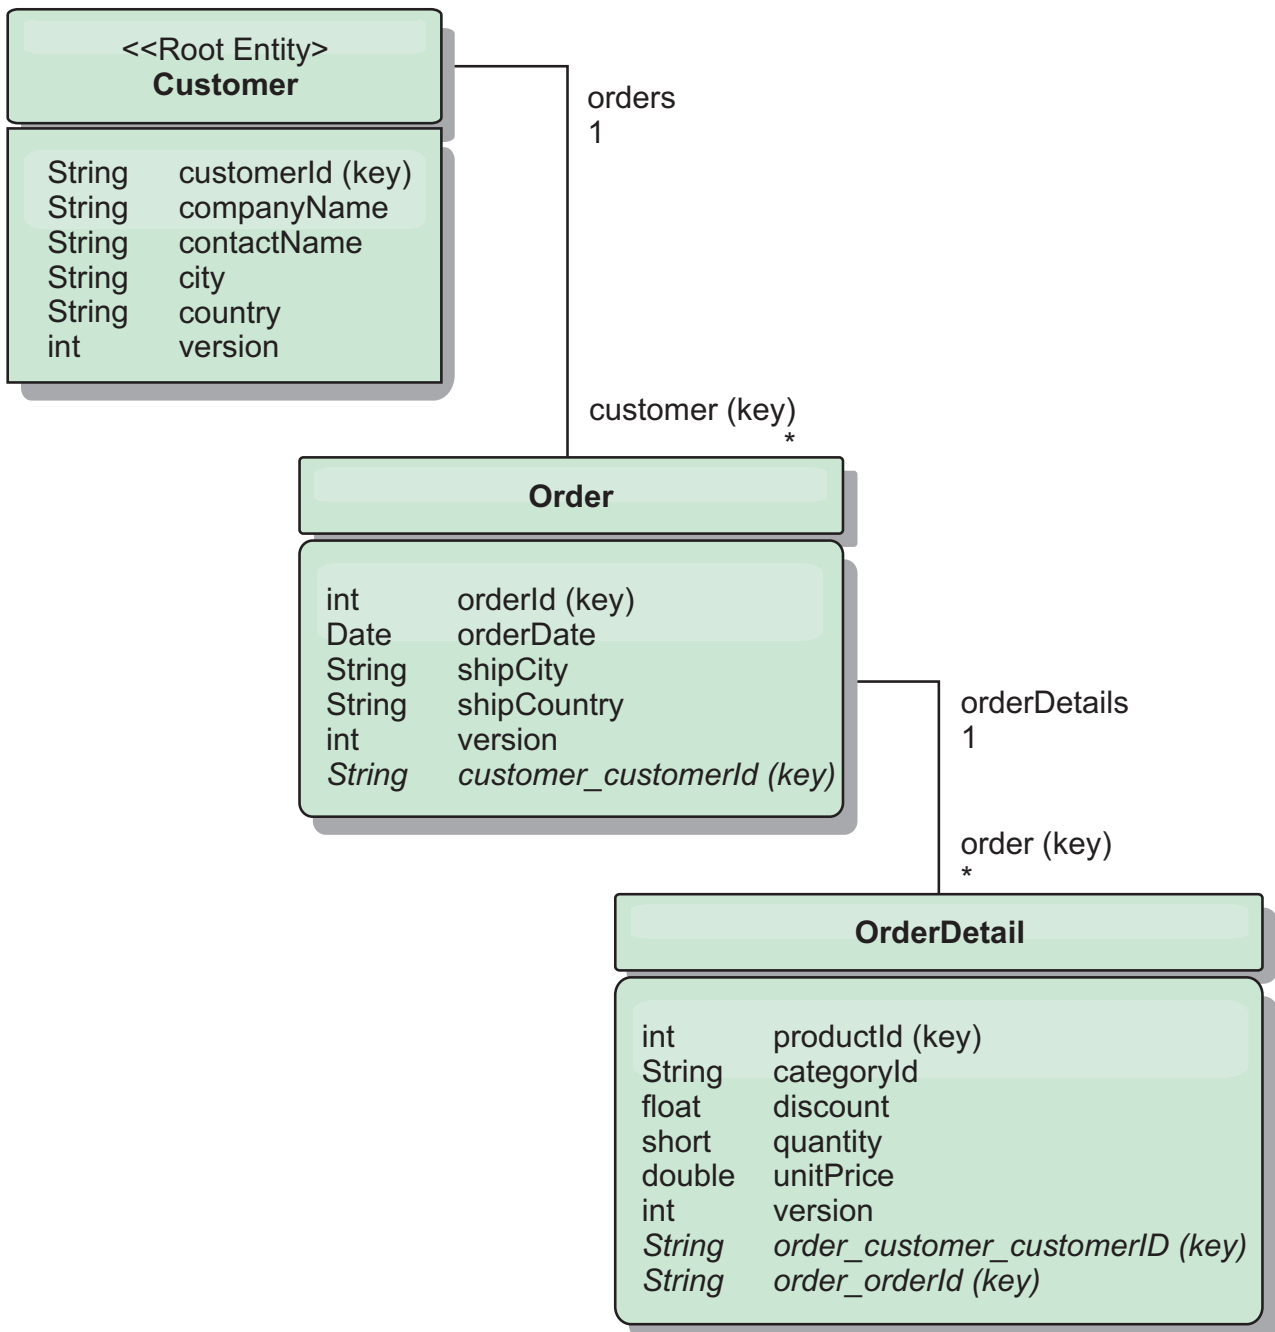 <<Root Entity>
Customer
String customerId (key)
String companyName
String contactName
String city
String country
int version
orders
1
customer (key)
*
Order
int orderId (key)
Date orderDate
String shipCity
String shipCountry
int version
String customer_customerId (key)
orderDetails
1
order (key)
*
OrderDetail
int productId (key)
String categoryId
float discount
short quantity
double unitPrice
int version
String order_customer_customerID (key)
String order_orderId (key)